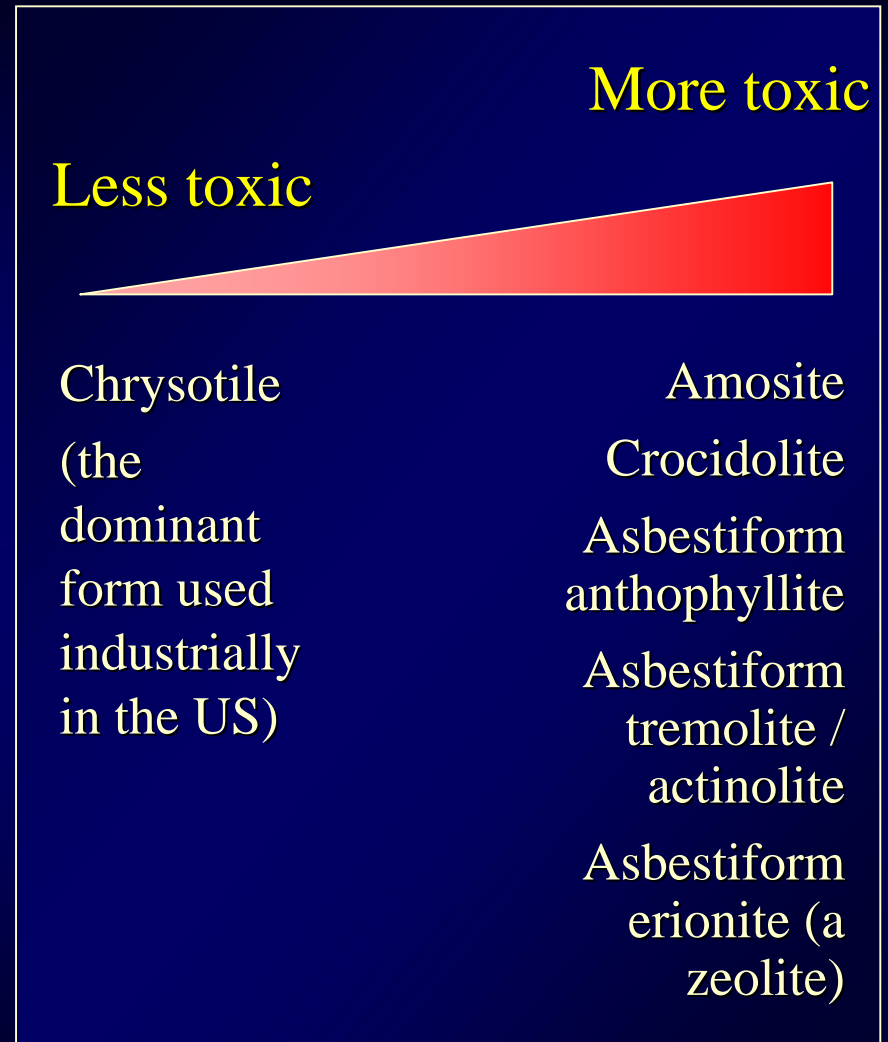 More toxic
Less toxic
Chrysotile
(the
dominant
form used
industrially
in the US)
Amosite
Crocidolite
Asbestiform
anthophyllite
Asbestiform
tremolite /
actinolite
Asbestiform
erionite (a
zeolite)